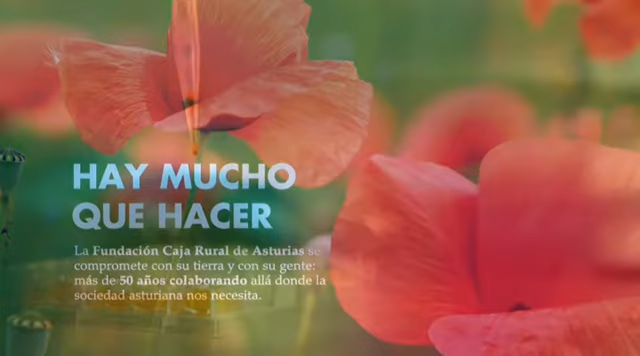 HAY MUCHO
QUE HACER
La Fundación Caja Rural de Asturias se
compromete con su tierra y con su gente:
más de 50 años colaborando allá donde la
sociedad asturiana nos necesita.